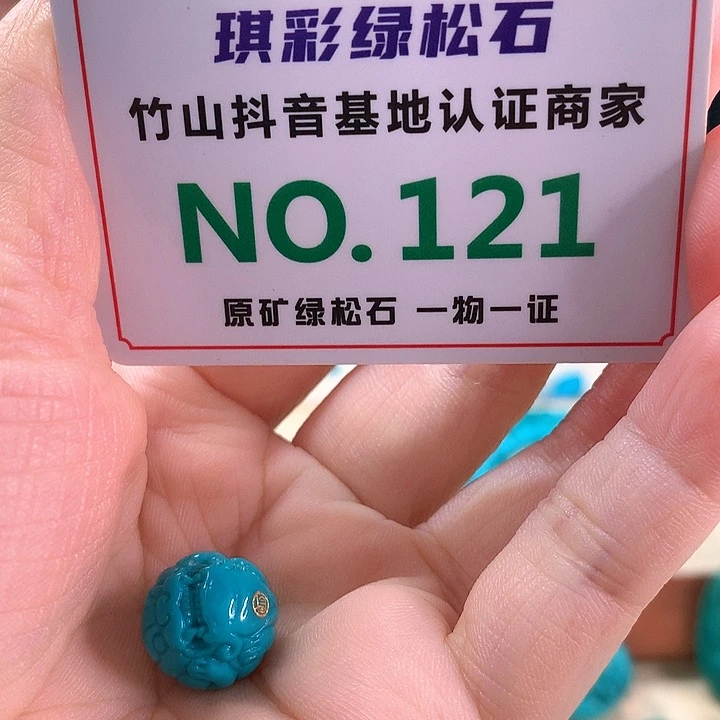 琪彩绿松石
竹山抖音基地认证商家
NO.121
原矿绿松石 一物一证